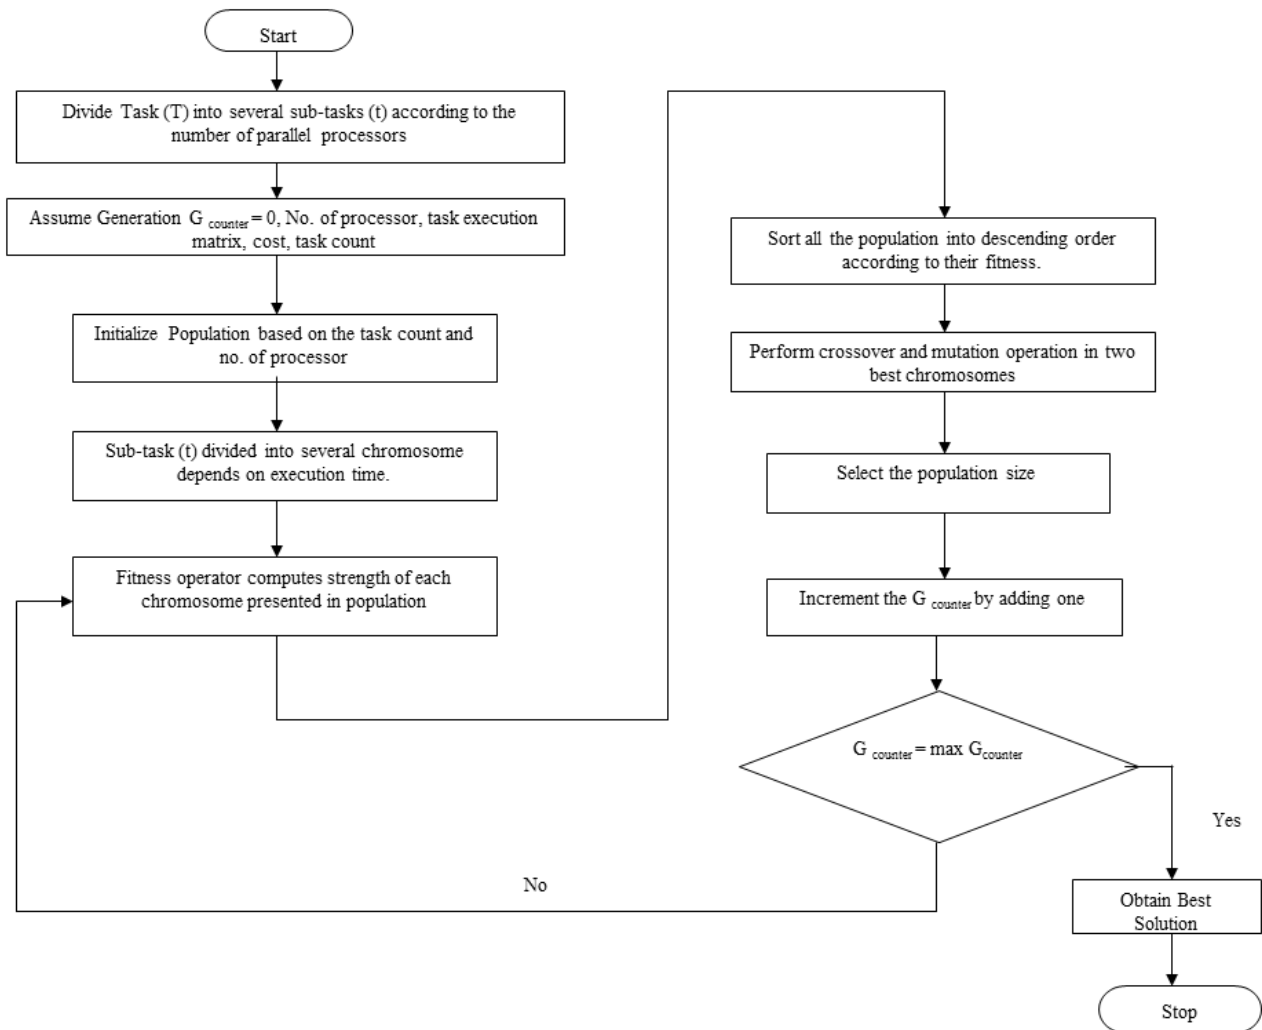 Start
Divide Task (T) into several sub-tasks (t) according to the
number of parallel processors
Assume Generation G counter = 0, No. of processor, task execution
matrix, cost, task count
Initialize Population based on the task count and
no. of processor
Sub-task (t) divided into several chromosome
depends on execution time.
Fitness operator computes strength of each
chromosome presented in population
Sort all the population into descending order
according to their fitness.
Perform crossover and mutation operation in two
best chromosomes
Select the population size
Increment the G counter by adding one
G counter = max Gcounter
Yes
No
Obtain Best
Solution
Stop